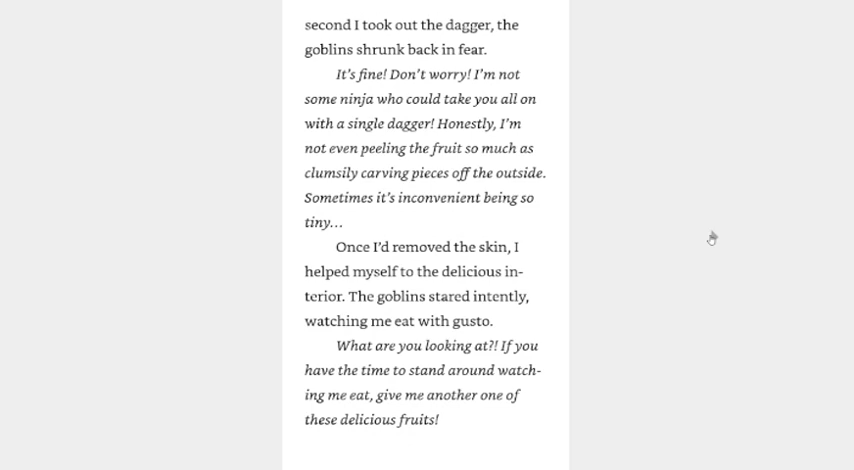 second I took out the dagger, the
goblins shrunk back in fear.
It's fine! Don't worry! I'm not
some ninja who could take you all on
with a single dagger! Honestly, I'm
not even peeling the fruit so much as
clumsily carving pieces off the outside.
Sometimes it's inconvenient being so
tiny…
Once I'd removed the skin, I
helped myself to the delicious in-
terior. The goblins stared intently,
watching me eat with gusto.
What are you looking at?! If you
have the time to stand around watch-
ing me eat, give me another one of
these delicious fruits!